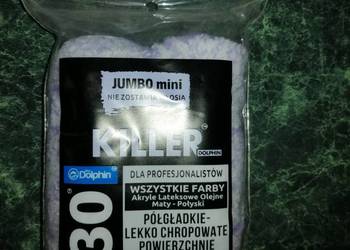 JUMBO mini
NIE ZOSTAWIA WŁOSIA
KILLER
DOLPHIN
Dolphin
DLA PROFESJONALISTÓW
WSZYSTKIE FARBY
Akryle Lateksowe Olejne
Maty - Połyski
30
PÓŁGŁADKIE-
LEKKO CHROPOWATE
POWIERZCHNIE